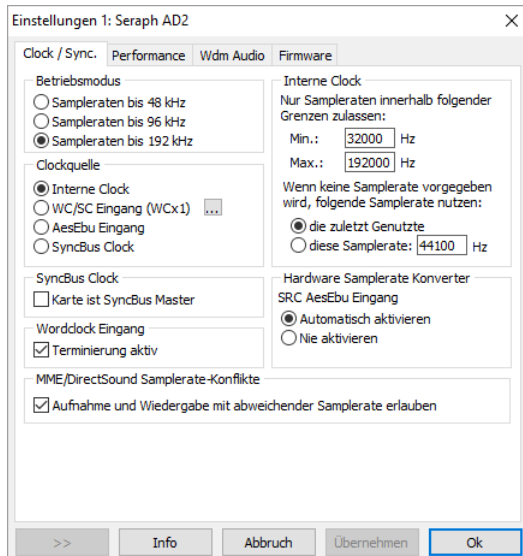 Einstellungen 1: Seraph AD2
Clock / Sync.
Performance
Wdm Audio
Firmware
Betriebsmodus
Sampleraten bis 48 kHz
Sampleraten bis 96 kHz
Sampleraten bis 192 kHz
Clockquelle
Interne Clock
WC/SC Eingang (WCx1) ...
AesEbu Eingang
SyncBus Clock
SyncBus Clock
Karte ist SyncBus Master
Wordclock Eingang
Terminierung aktiv
Interne Clock
Nur Sampleraten innerhalb folgender
Grenzen zulassen:
Min.: 32000 Hz
Max.: 192000 Hz
Wenn keine Samplerate vorgegeben
wird, folgende Samplerate nutzen:
die zuletzt Genutzte
diese Samplerate: 44100 Hz
Hardware Samplerate Konverter
SRC AesEbu Eingang
Automatisch aktivieren
Nie aktivieren
MME/DirectSound Samplerate-Konflikte
Aufnahme und Wiedergabe mit abweichender Samplerate erlauben
>>
Info
Abbruch
Übernehmen
Ok